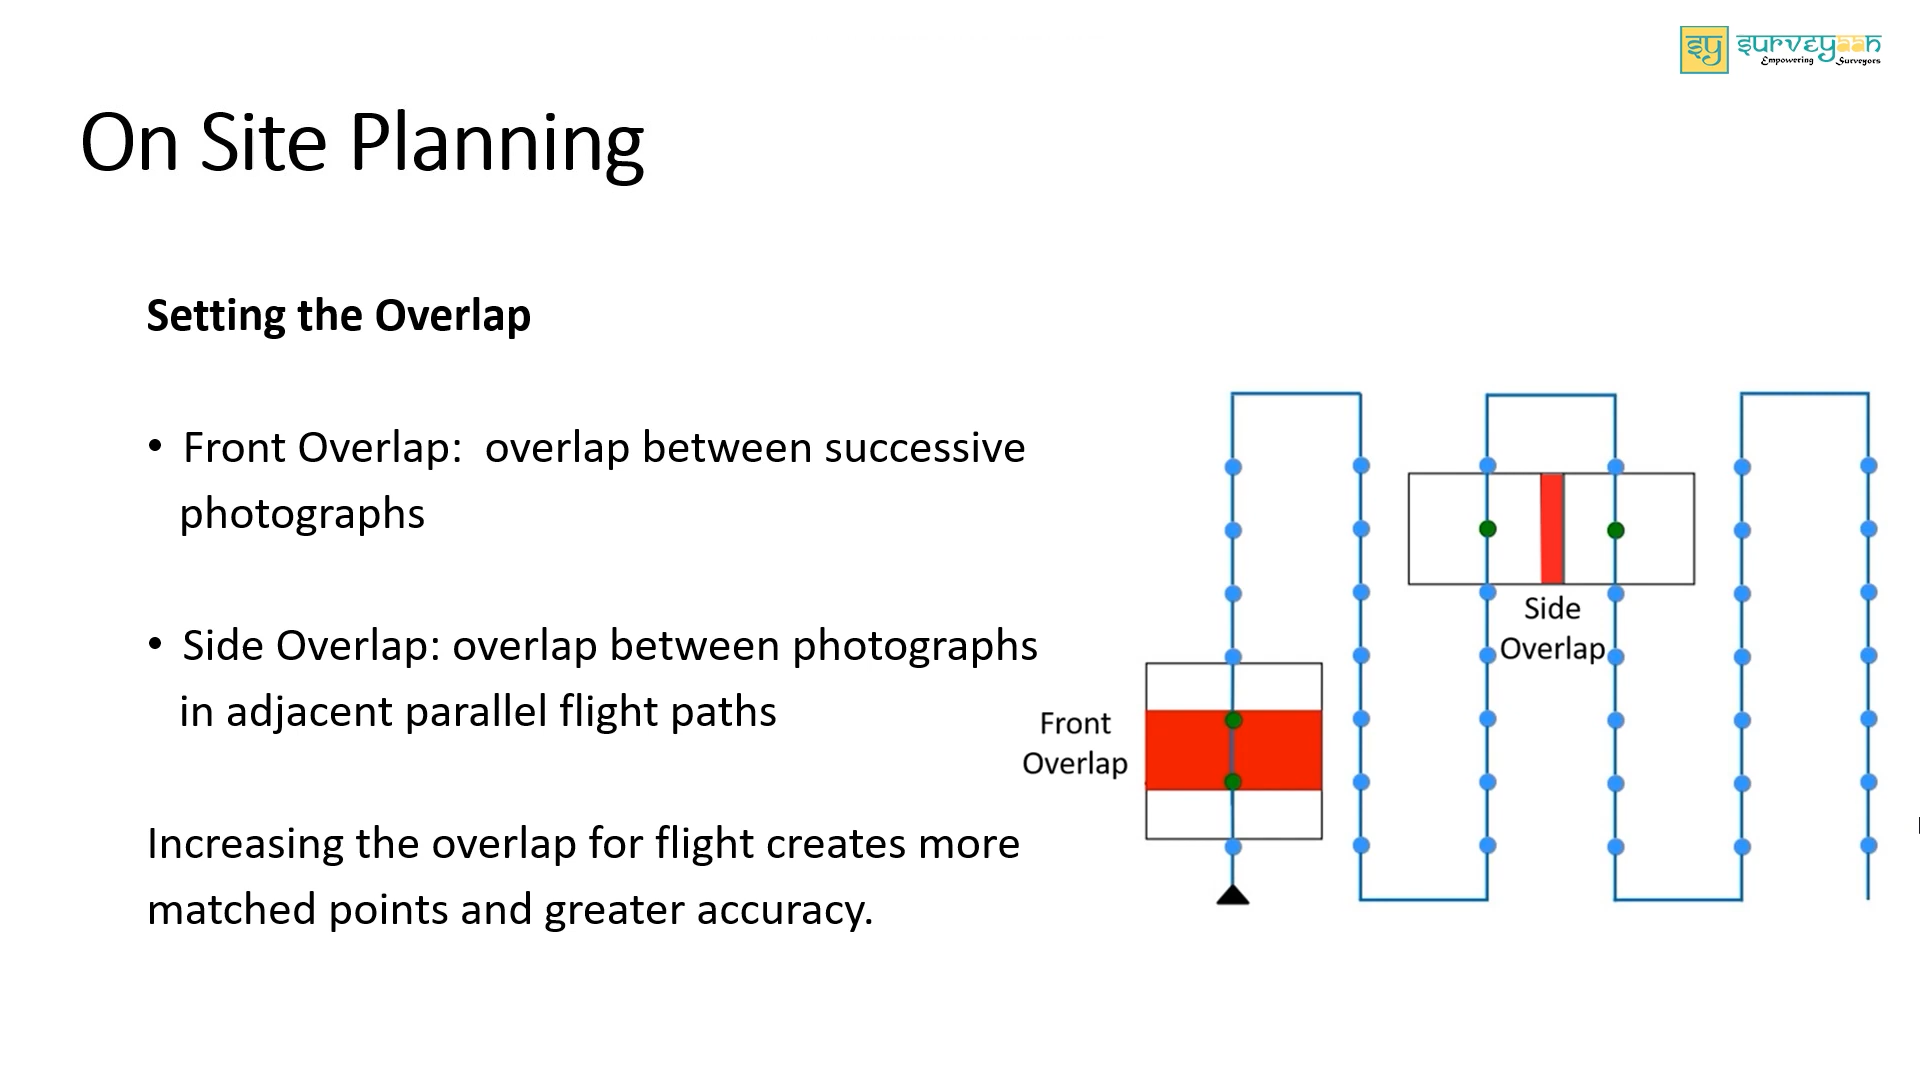 sy surveyaan
Empowering Surveyors
On Site Planning
Setting the Overlap
• Front Overlap: overlap between successive
photographs
• Side Overlap: overlap between photographs
in adjacent parallel flight paths
Increasing the overlap for flight creates more
matched points and greater accuracy.
Side
Overlap
Front
Overlap